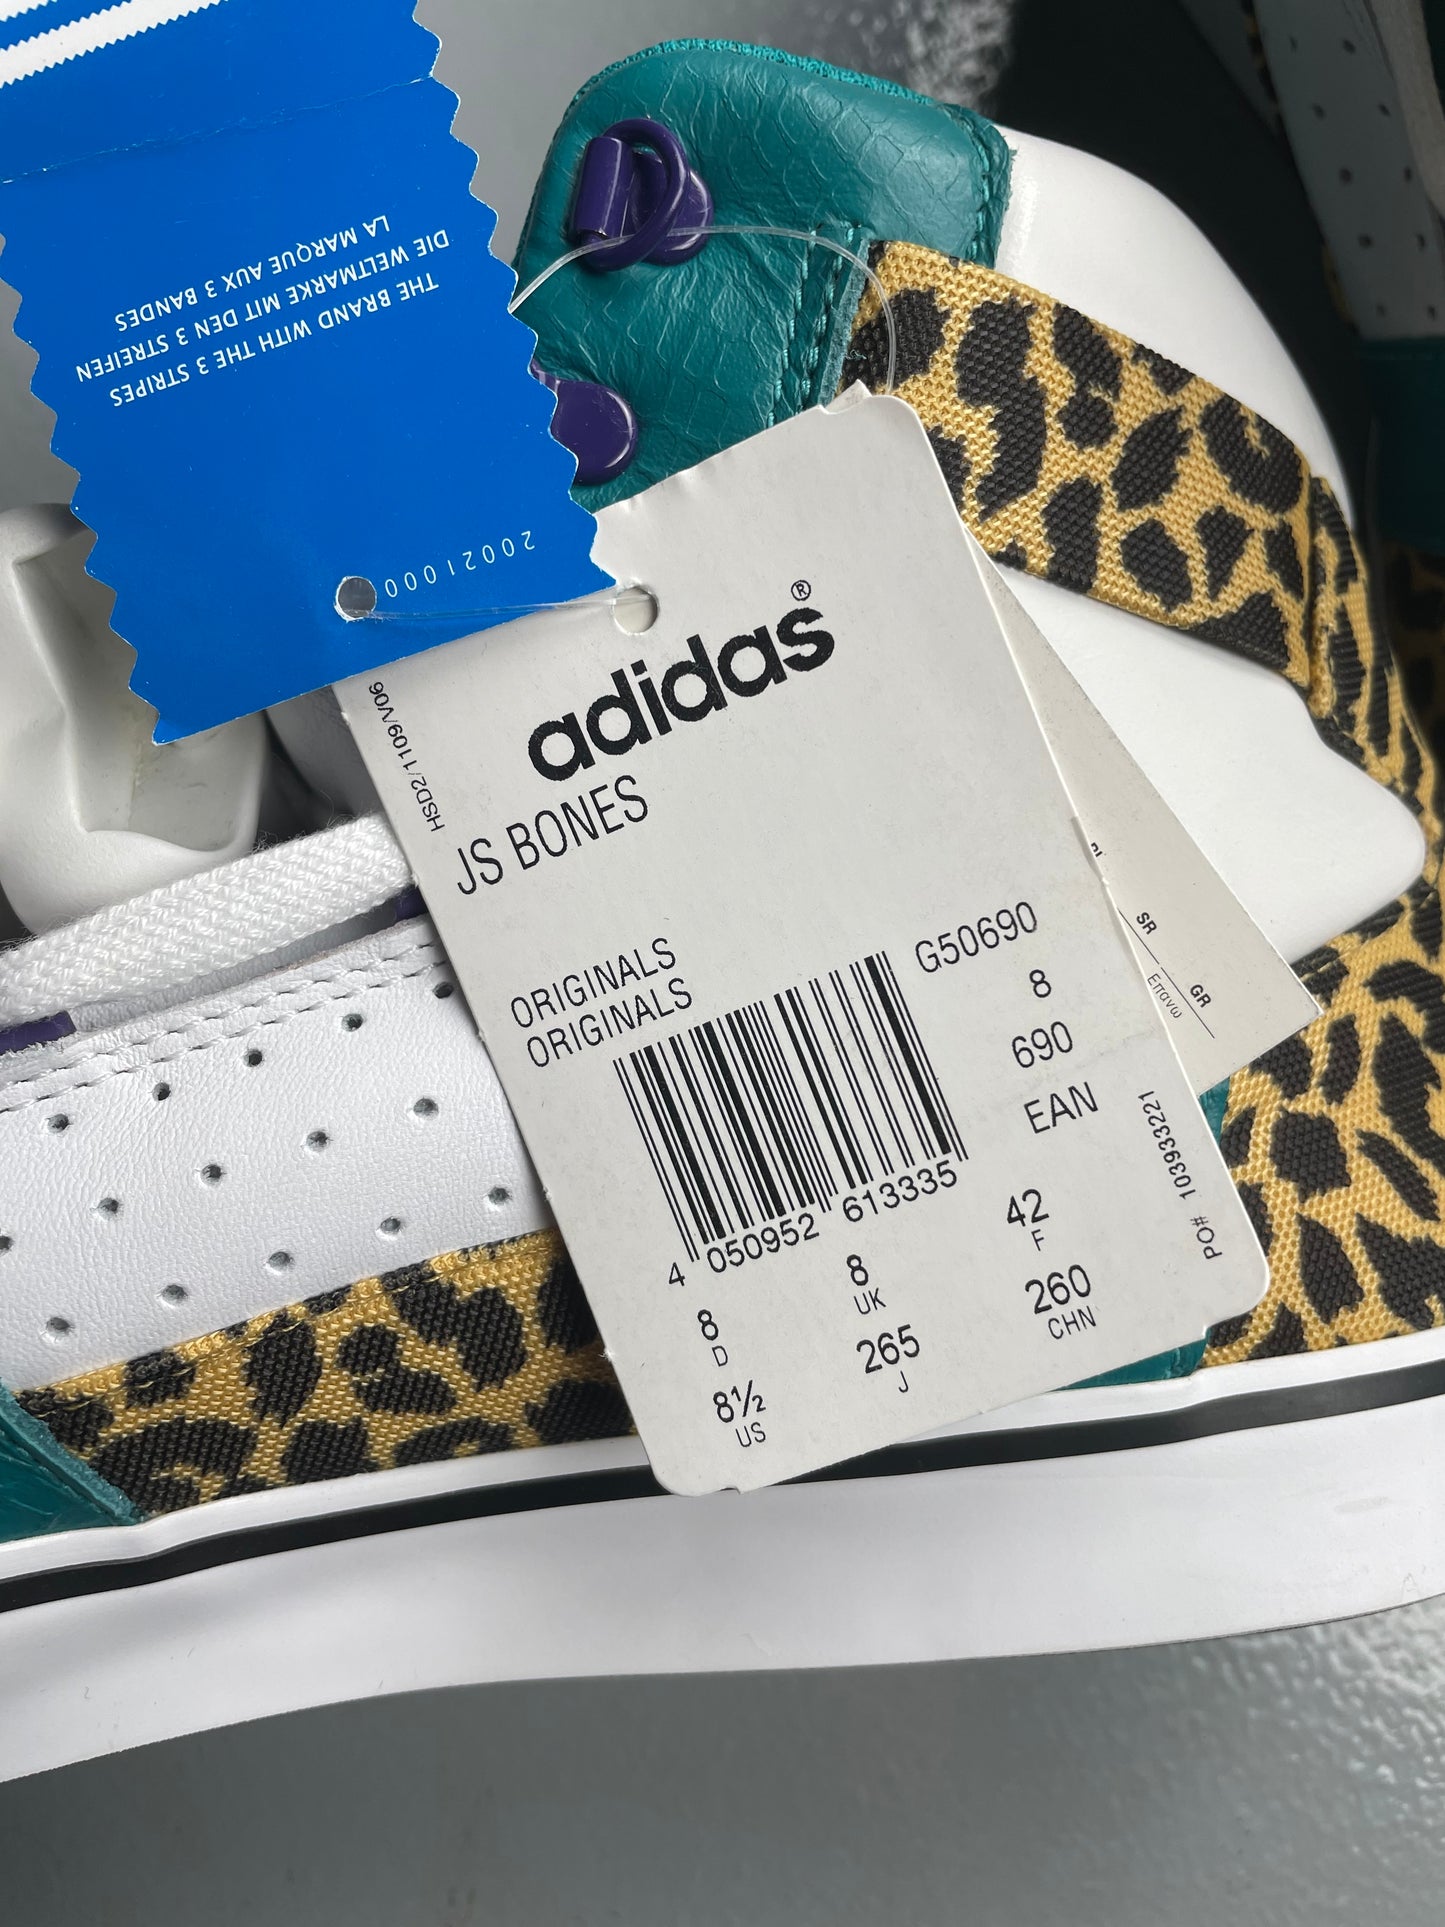 THE BRAND WITH THE 3 STRIPES
DIE WELTMARKE MIT DEN 3 STREIFEN
LA MARQUE AUX 3 BANDES
20021000
adidas®
HSD2/1109/V06
JS BONES
ORIGINALS
ORIGINALS
G50690
8
690
EAN
4 050952 613335
8 D
8 UK
42 F
8½ US
265 J
260 CHN
PO# 103933221
SR
GR
Επανω